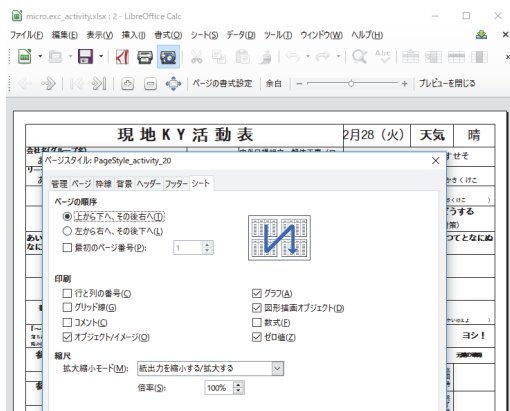 micro.exc_activity.xlsx : 2 - LibreOffice Calc
ファイル(F) 編集(E) 表示(V) 挿入(I) 書式(O) シート(S) データ(D) ツール(T) ウィンドウ(W) ヘルプ(H)
ページの書式設定 余白 プレビューを閉じる
現地KY活動表 2月28（火） 天気 晴
ページスタイル: PageStyle_activity_20
管理 ページ 枠線 背景 ヘッダー フッター シート
ページの順序
上から下へ、その後右へ(T)
左から右へ、その後下へ(L)
最初のページ番号(P): 1
印刷
行と列の番号(C) グラフ(A)
グリッド線(G) 図形描画オブジェクト(D)
コメント(C) 数式(F)
オブジェクト/イメージ(O) ゼロ値(Z)
ヨシ！
縮尺
拡大縮小モード(M): 紙出力を縮小する/拡大する
倍率(S): 100%